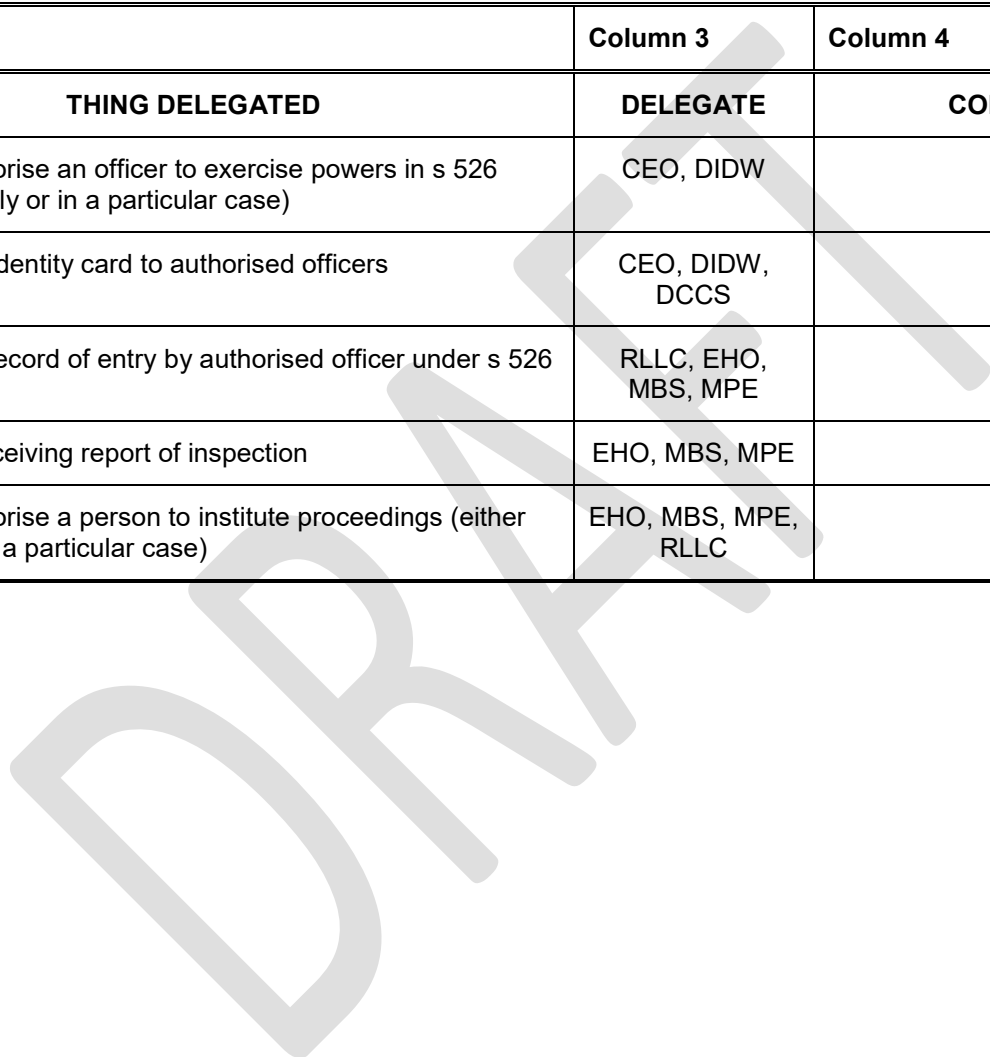 Column 3 Column 4
THING DELEGATED DELEGATE
orise an officer to exercise powers in s 526 CEO, DIDW
ly or in a particular case)
dentity card to authorised officers CEO, DIDW,
DCCS
ecord of entry by authorised officer under s 526 RLLC, EHO,
MBS, MPE
ceiving report of inspection EHO, MBS, MPE
orise a person to institute proceedings (either EHO, MBS, MPE,
a particular case) RLLC
DRAFT